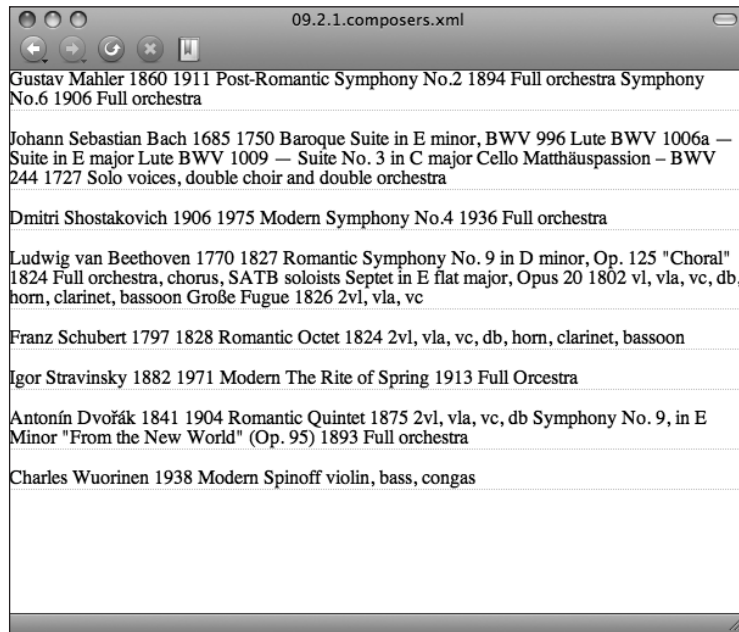 09.2.1.composers.xml
Gustav Mahler 1860 1911 Post-Romantic Symphony No.2 1894 Full orchestra Symphony
No.6 1906 Full orchestra
Johann Sebastian Bach 1685 1750 Baroque Suite in E minor, BWV 996 Lute BWV 1006a —
Suite in E major Lute BWV 1009 — Suite No. 3 in C major Cello Matthäuspassion – BWV
244 1727 Solo voices, double choir and double orchestra
Dmitri Shostakovich 1906 1975 Modern Symphony No.4 1936 Full orchestra
Ludwig van Beethoven 1770 1827 Romantic Symphony No. 9 in D minor, Op. 125 "Choral"
1824 Full orchestra, chorus, SATB soloists Septet in E flat major, Opus 20 1802 vl, vla, vc, db,
horn, clarinet, bassoon Große Fugue 1826 2vl, vla, vc
Franz Schubert 1797 1828 Romantic Octet 1824 2vl, vla, vc, db, horn, clarinet, bassoon
Igor Stravinsky 1882 1971 Modern The Rite of Spring 1913 Full Orcestra
Antonín Dvořák 1841 1904 Romantic Quintet 1875 2vl, vla, vc, db Symphony No. 9, in E
Minor "From the New World" (Op. 95) 1893 Full orchestra
Charles Wuorinen 1938 Modern Spinoff violin, bass, congas